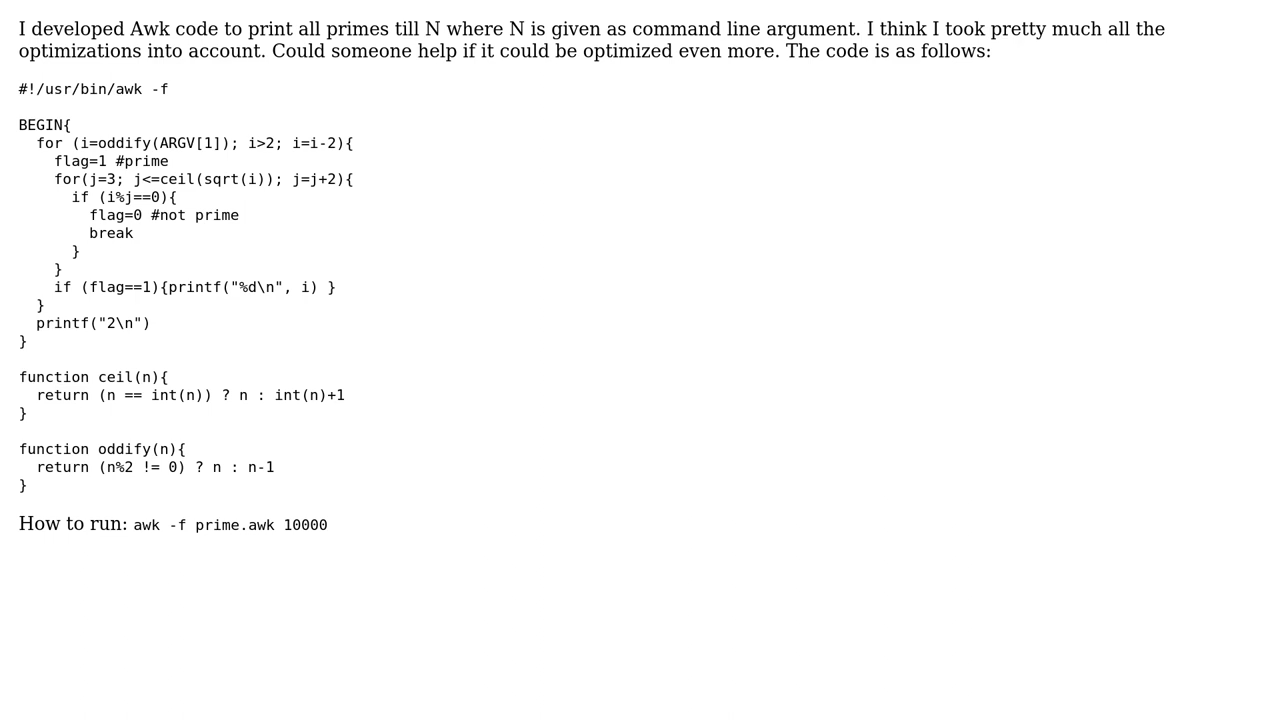 I developed Awk code to print all primes till N where N is given as command line argument. I think I took pretty much all the
optimizations into account. Could someone help if it could be optimized even more. The code is as follows:
#!/usr/bin/awk -f
BEGIN{
  for (i=oddify(ARGV[1]); i>2; i=i-2){
    flag=1 #prime
    for(j=3; j<=ceil(sqrt(i)); j=j+2){
      if (i%j==0){
        flag=0 #not prime
        break
      }
    }
    if (flag==1){printf("%d\n", i) }
  }
  printf("2\n")
}
function ceil(n){
  return (n == int(n)) ? n : int(n)+1
}
function oddify(n){
  return (n%2 != 0) ? n : n-1
}
How to run: awk -f prime.awk 10000